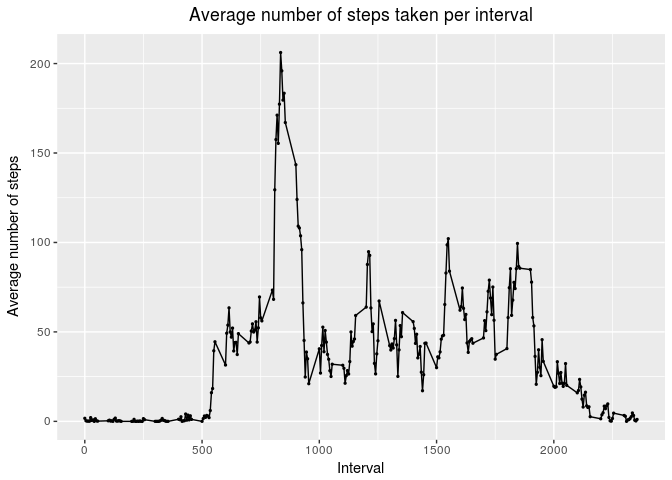 Average number of steps taken per interval
Average number of steps
200
150
100
50
0
0 500 1000 1500 2000
Interval